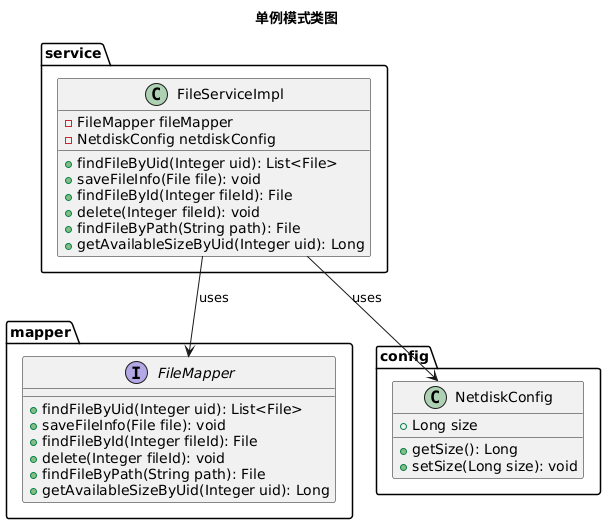 单例模式类图
service
C FileServiceImpl
FileMapper fileMapper
NetdiskConfig netdiskConfig
findFileByUid(Integer uid): List<File>
saveFileInfo(File file): void
findFileById(Integer fileId): File
delete(Integer fileId): void
findFileByPath(String path): File
getAvailableSizeByUid(Integer uid): Long
uses
uses
mapper
I FileMapper
findFileByUid(Integer uid): List<File>
saveFileInfo(File file): void
findFileById(Integer fileId): File
delete(Integer fileId): void
findFileByPath(String path): File
getAvailableSizeByUid(Integer uid): Long
config
C NetdiskConfig
Long size
getSize(): Long
setSize(Long size): void